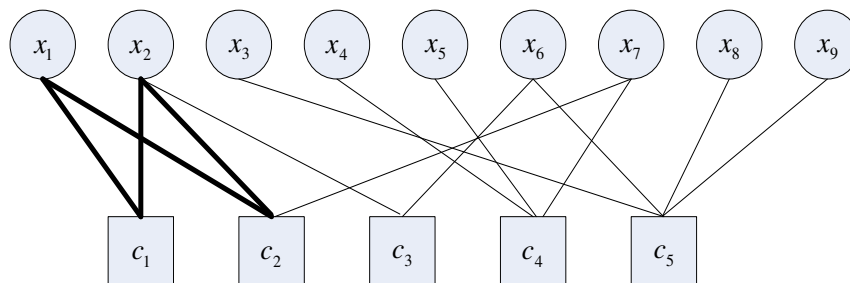 x₁ x₂ x₃ x₄ x₅ x₆ x₇ x₈ x₉
c₁ c₂ c₃ c₄ c₅